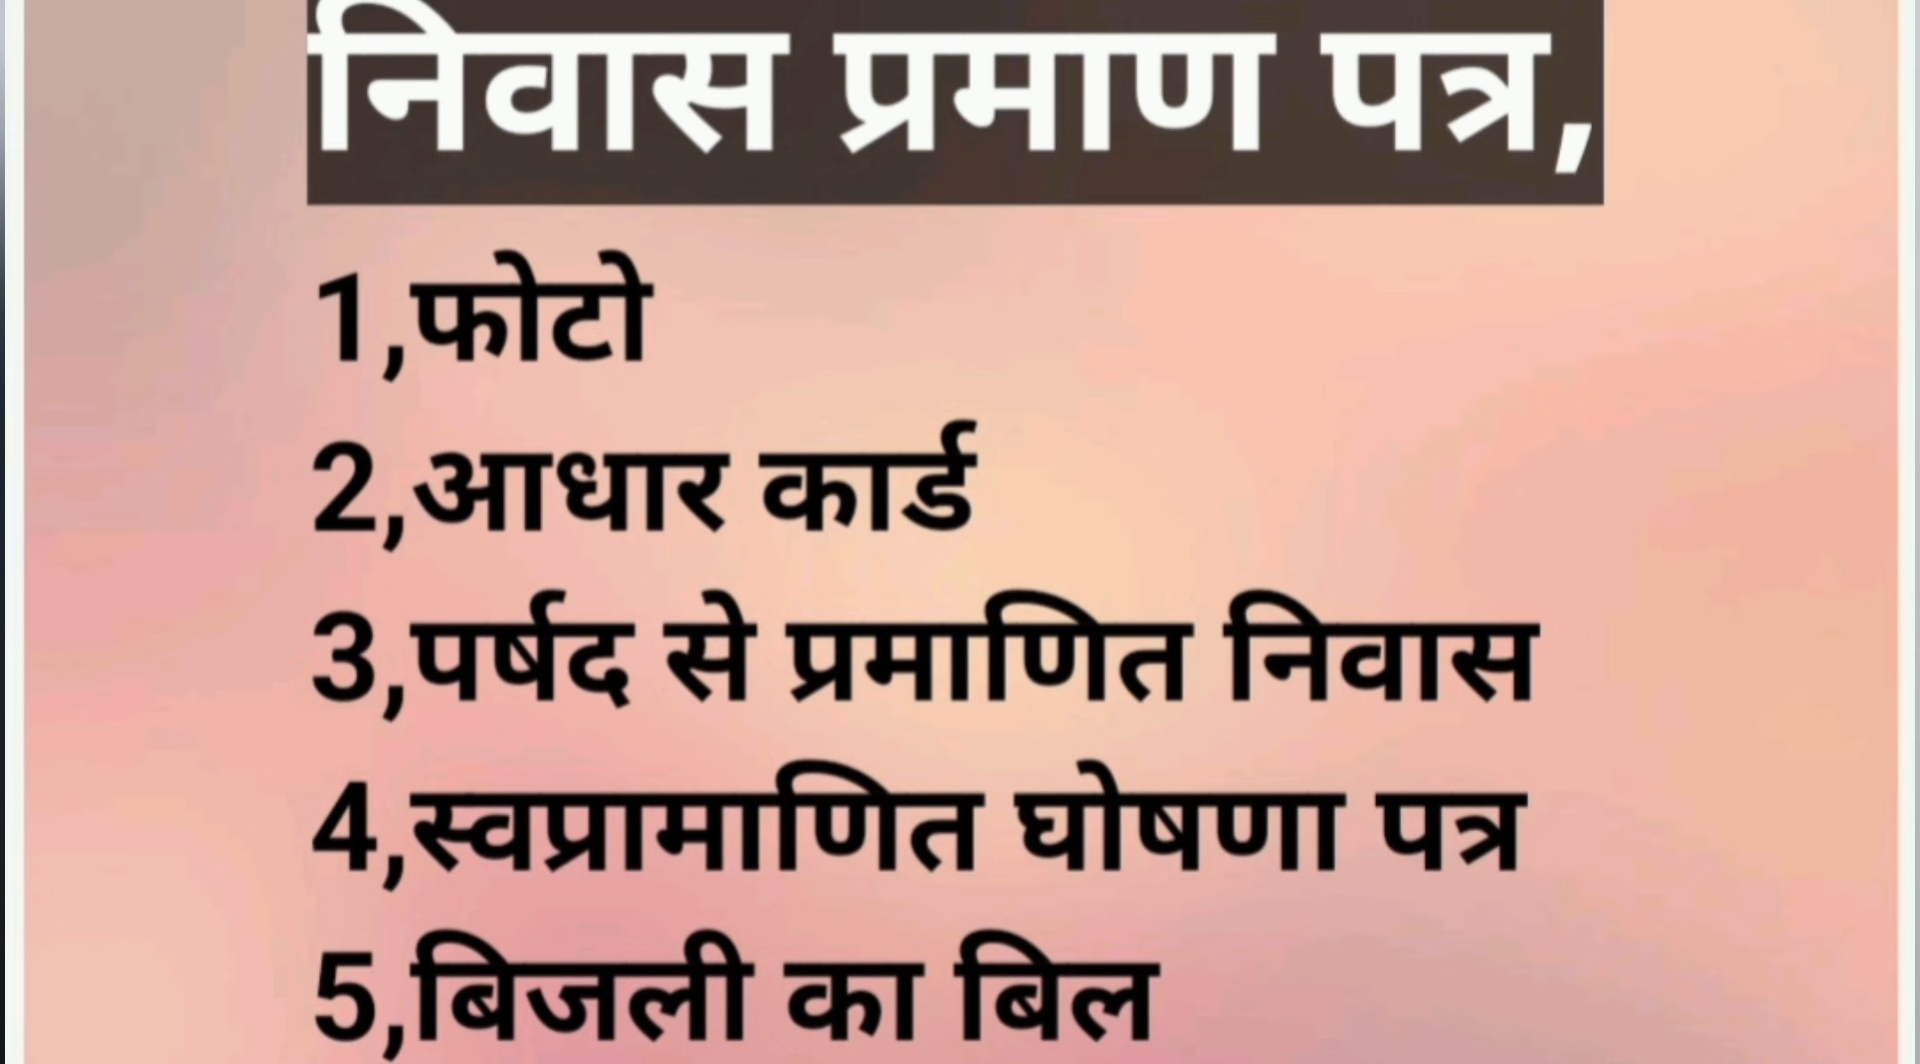 निवास प्रमाण पत्र,
1,फोटो
2,आधार कार्ड
3,पर्षद से प्रमाणित निवास
4,स्वप्रामाणित घोषणा पत्र
5,बिजली का बिल